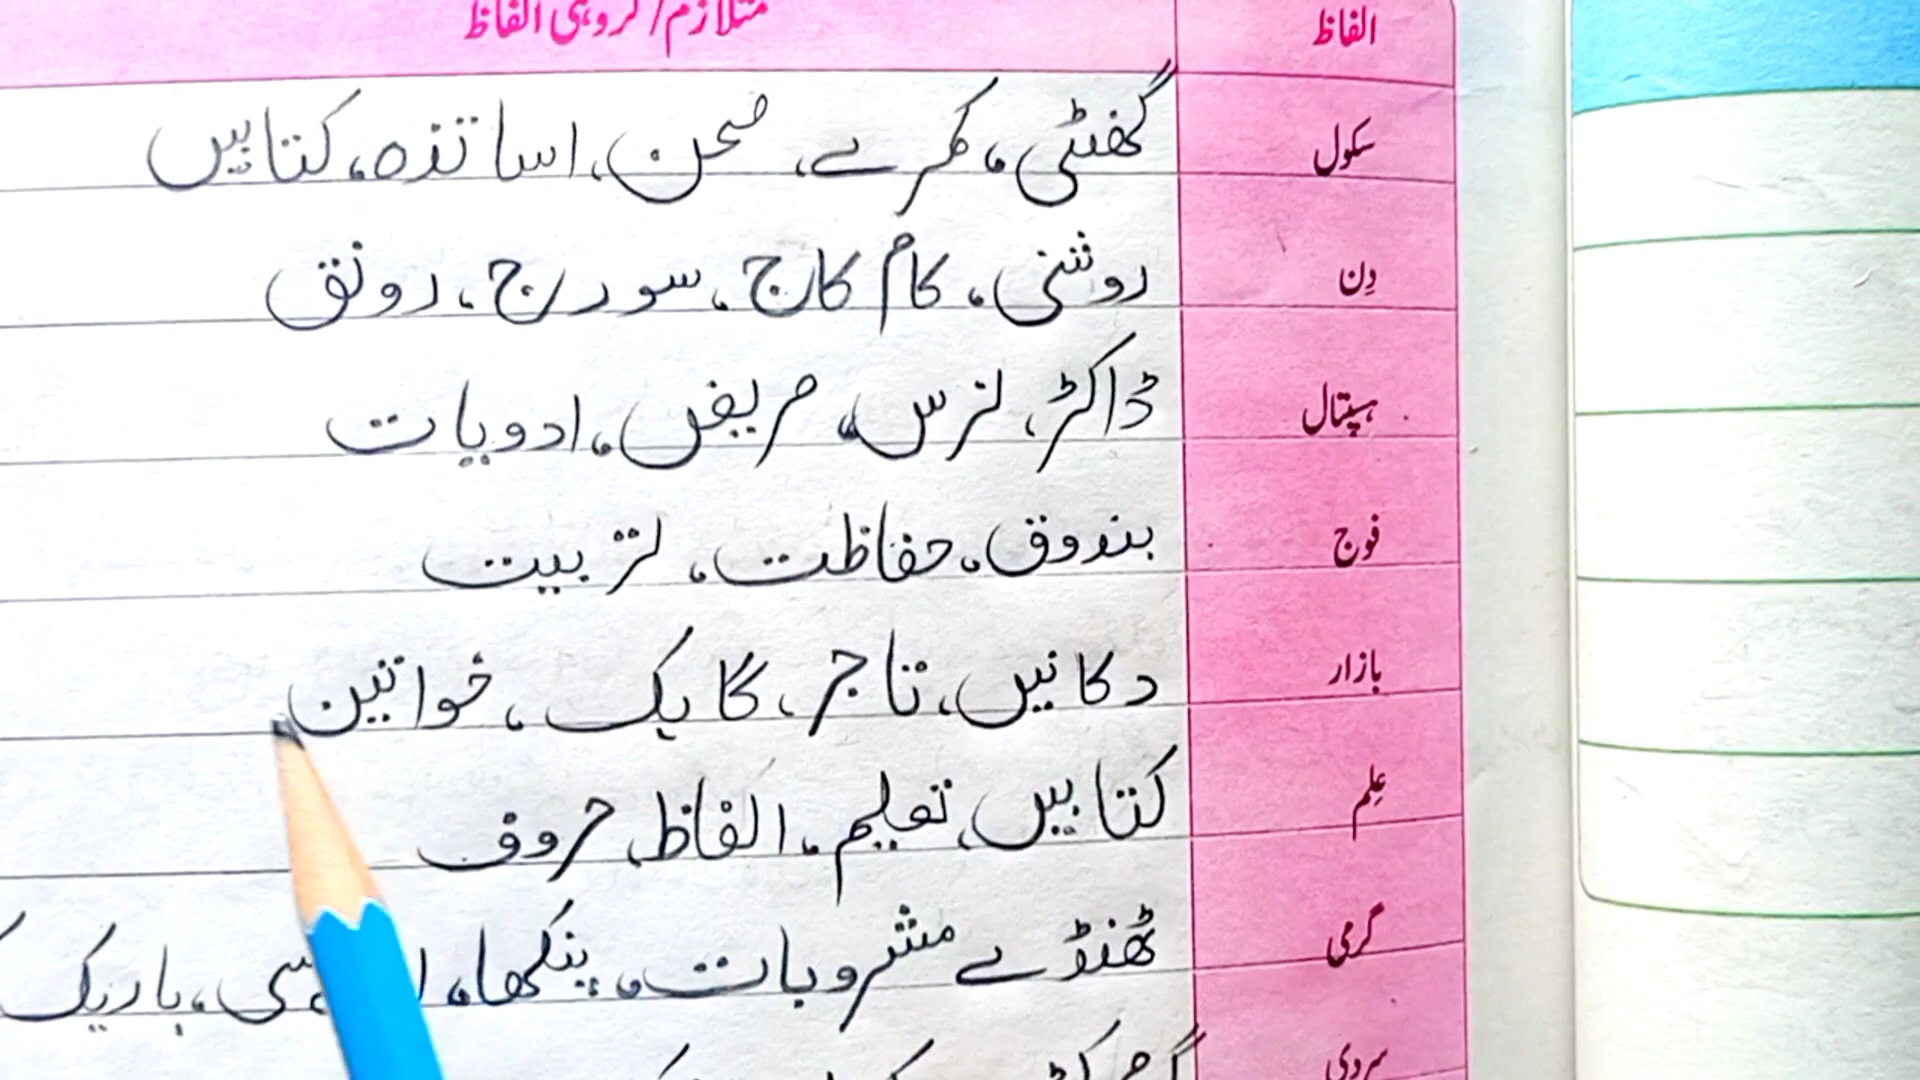 الفاظ متلازم/گروہی الفاظ
سکول گھنٹی، کمرے، صحن، اساتذہ، کتابیں
دِن روشنی، کام کاج، سورج، رونق
ہسپتال ڈاکٹر، نرس، مریض، ادویات
فوج بندوق، حفاظت، تربیت
بازار دکانیں، تاجر، گاہک، خواتین
عِلم کتابیں، تعلیم، الفاظ، حروف
گرمی ٹھنڈے مشروبات، پنکھا، باریک
سردی گرم